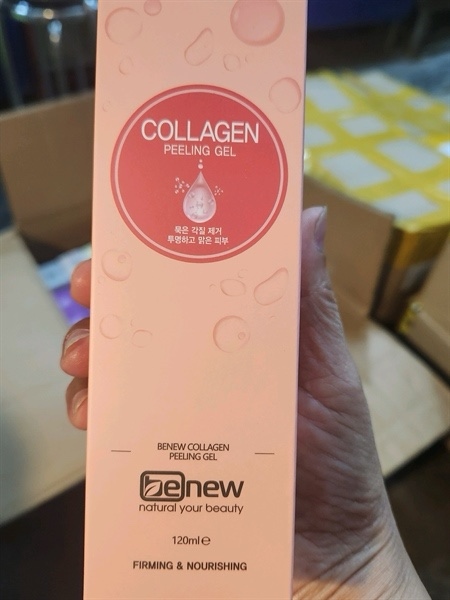 COLLAGEN
PEELING GEL
묵은 각질 제거
투명하고 맑은 피부
BENEW COLLAGEN
PEELING GEL
benew
natural your beauty
120ml℮
FIRMING & NOURISHING